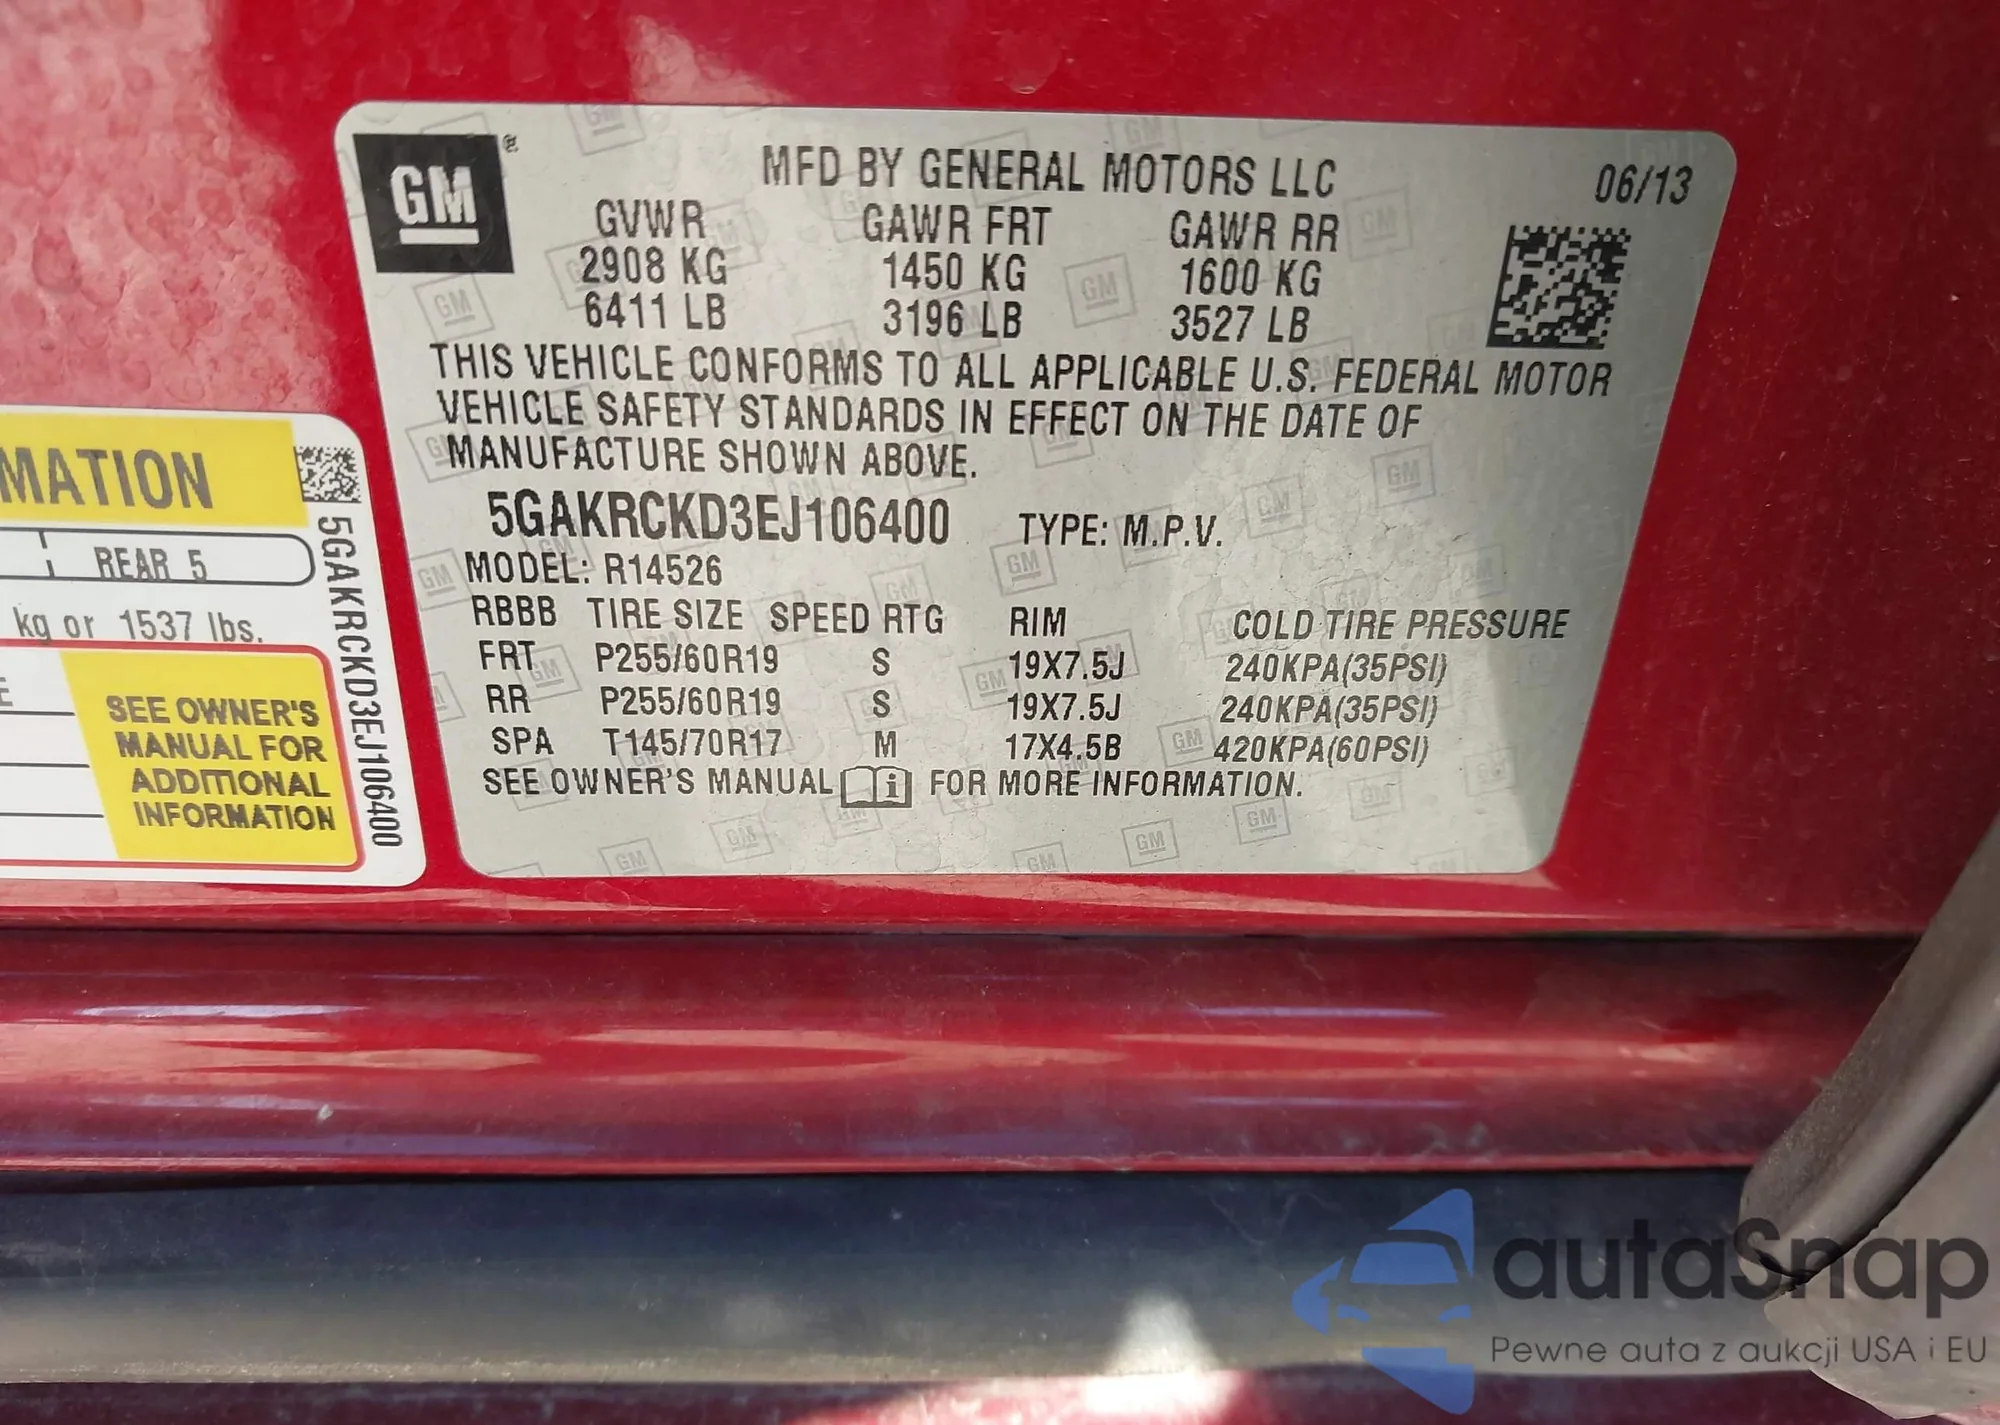 GM ®
MFD BY GENERAL MOTORS LLC 06/13
GVWR GAWR FRT GAWR RR
2908 KG 1450 KG 1600 KG
6411 LB 3196 LB 3527 LB
THIS VEHICLE CONFORMS TO ALL APPLICABLE U.S. FEDERAL MOTOR
VEHICLE SAFETY STANDARDS IN EFFECT ON THE DATE OF
MANUFACTURE SHOWN ABOVE.
5GAKRCKD3EJ106400 TYPE: M.P.V.
MODEL: R14526
RBBB TIRE SIZE SPEED RTG RIM COLD TIRE PRESSURE
FRT P255/60R19 S 19X7.5J 240KPA(35PSI)
RR P255/60R19 S 19X7.5J 240KPA(35PSI)
SPA T145/70R17 M 17X4.5B 420KPA(60PSI)
SEE OWNER'S MANUAL i FOR MORE INFORMATION.
MATION
REAR 5
kg or 1537 lbs.
E
SEE OWNER'S
MANUAL FOR
ADDITIONAL
INFORMATION
5GAKRCKD3EJ106400
autaSnap
Pewne auta z aukcji USA i EU